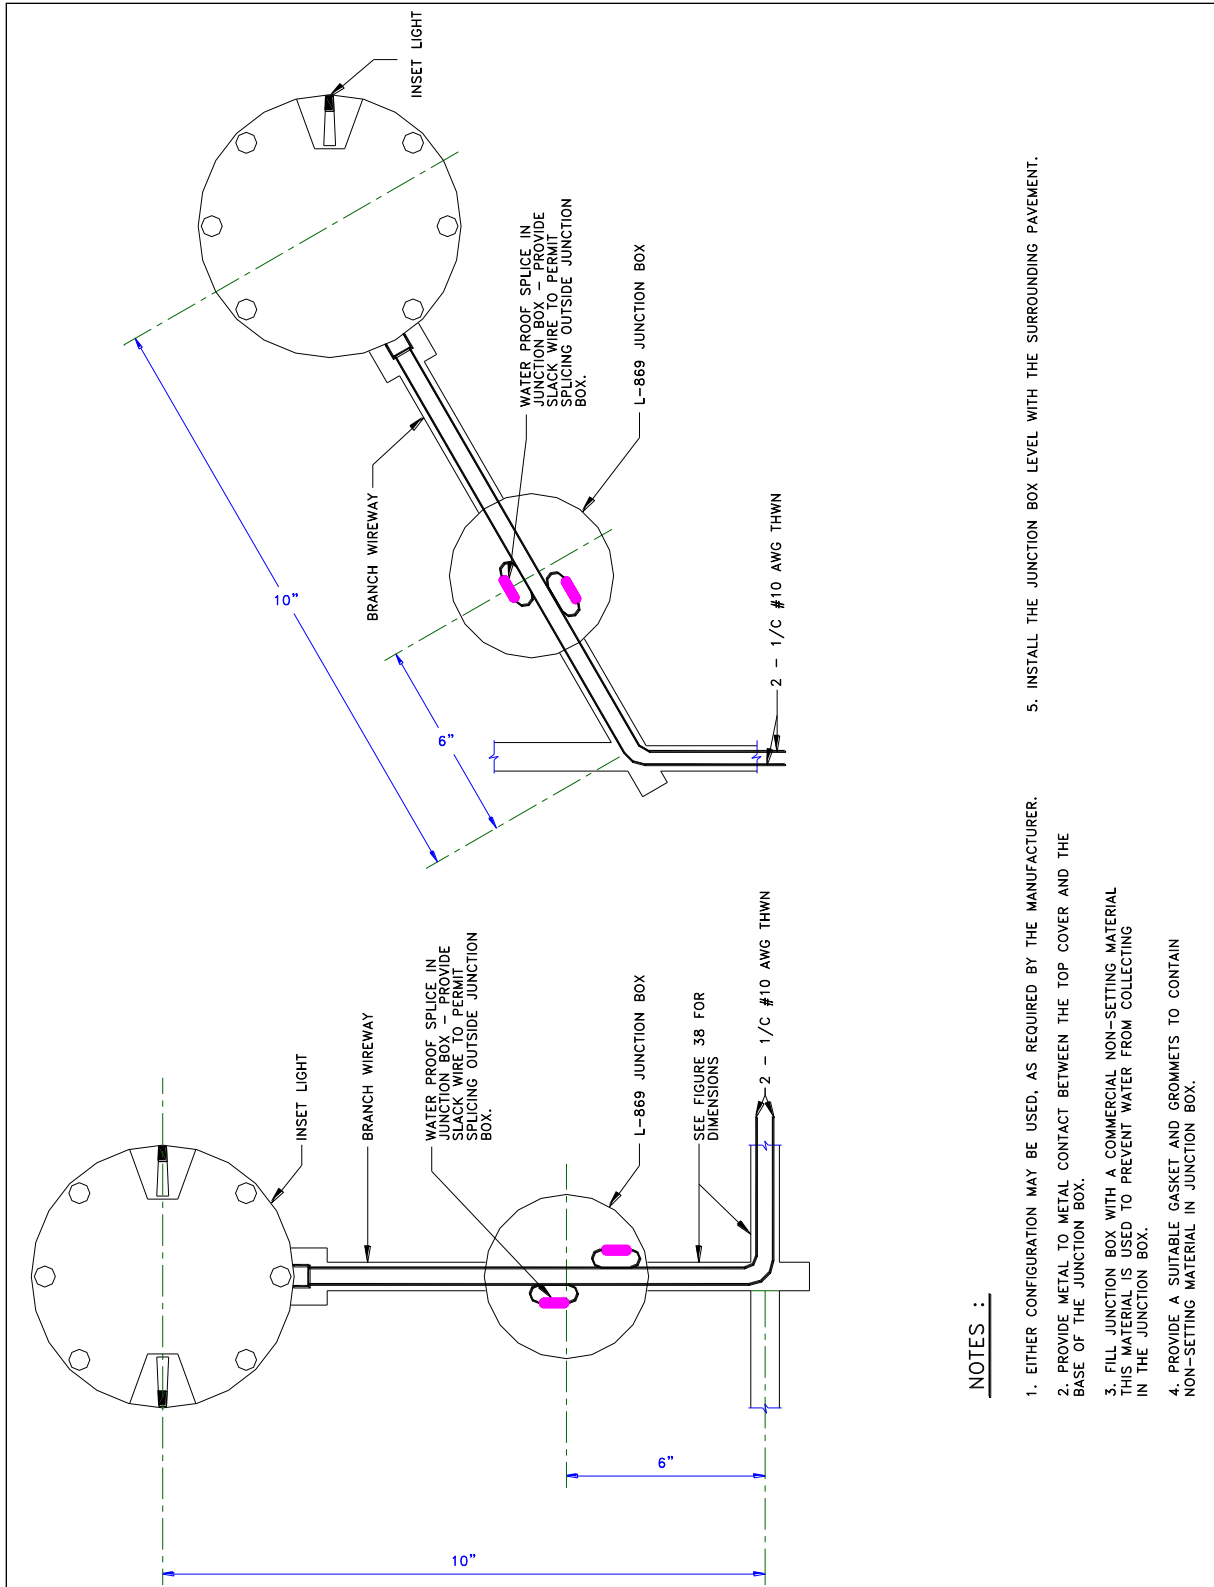 INSET LIGHT
BRANCH WIREWAY
WATER PROOF SPLICE IN
JUNCTION BOX – PROVIDE
SLACK WIRE TO PERMIT
SPLICING OUTSIDE JUNCTION
BOX.
L–869 JUNCTION BOX
SEE FIGURE 38 FOR
DIMENSIONS
2 – 1/C #10 AWG THWN
10"
6"
INSET LIGHT
BRANCH WIREWAY
WATER PROOF SPLICE IN
JUNCTION BOX – PROVIDE
SLACK WIRE TO PERMIT
SPLICING OUTSIDE JUNCTION
BOX.
L–869 JUNCTION BOX
2 – 1/C #10 AWG THWN
10"
6"
NOTES :
1. EITHER CONFIGURATION MAY BE USED, AS REQUIRED BY THE MANUFACTURER.
2. PROVIDE METAL TO METAL CONTACT BETWEEN THE TOP COVER AND THE
BASE OF THE JUNCTION BOX.
3. FILL JUNCTION BOX WITH A COMMERCIAL NON–SETTING MATERIAL
THIS MATERIAL IS USED TO PREVENT WATER FROM COLLECTING
IN THE JUNCTION BOX.
4. PROVIDE A SUITABLE GASKET AND GROMMETS TO CONTAIN
NON–SETTING MATERIAL IN JUNCTION BOX.
5. INSTALL THE JUNCTION BOX LEVEL WITH THE SURROUNDING PAVEMENT.